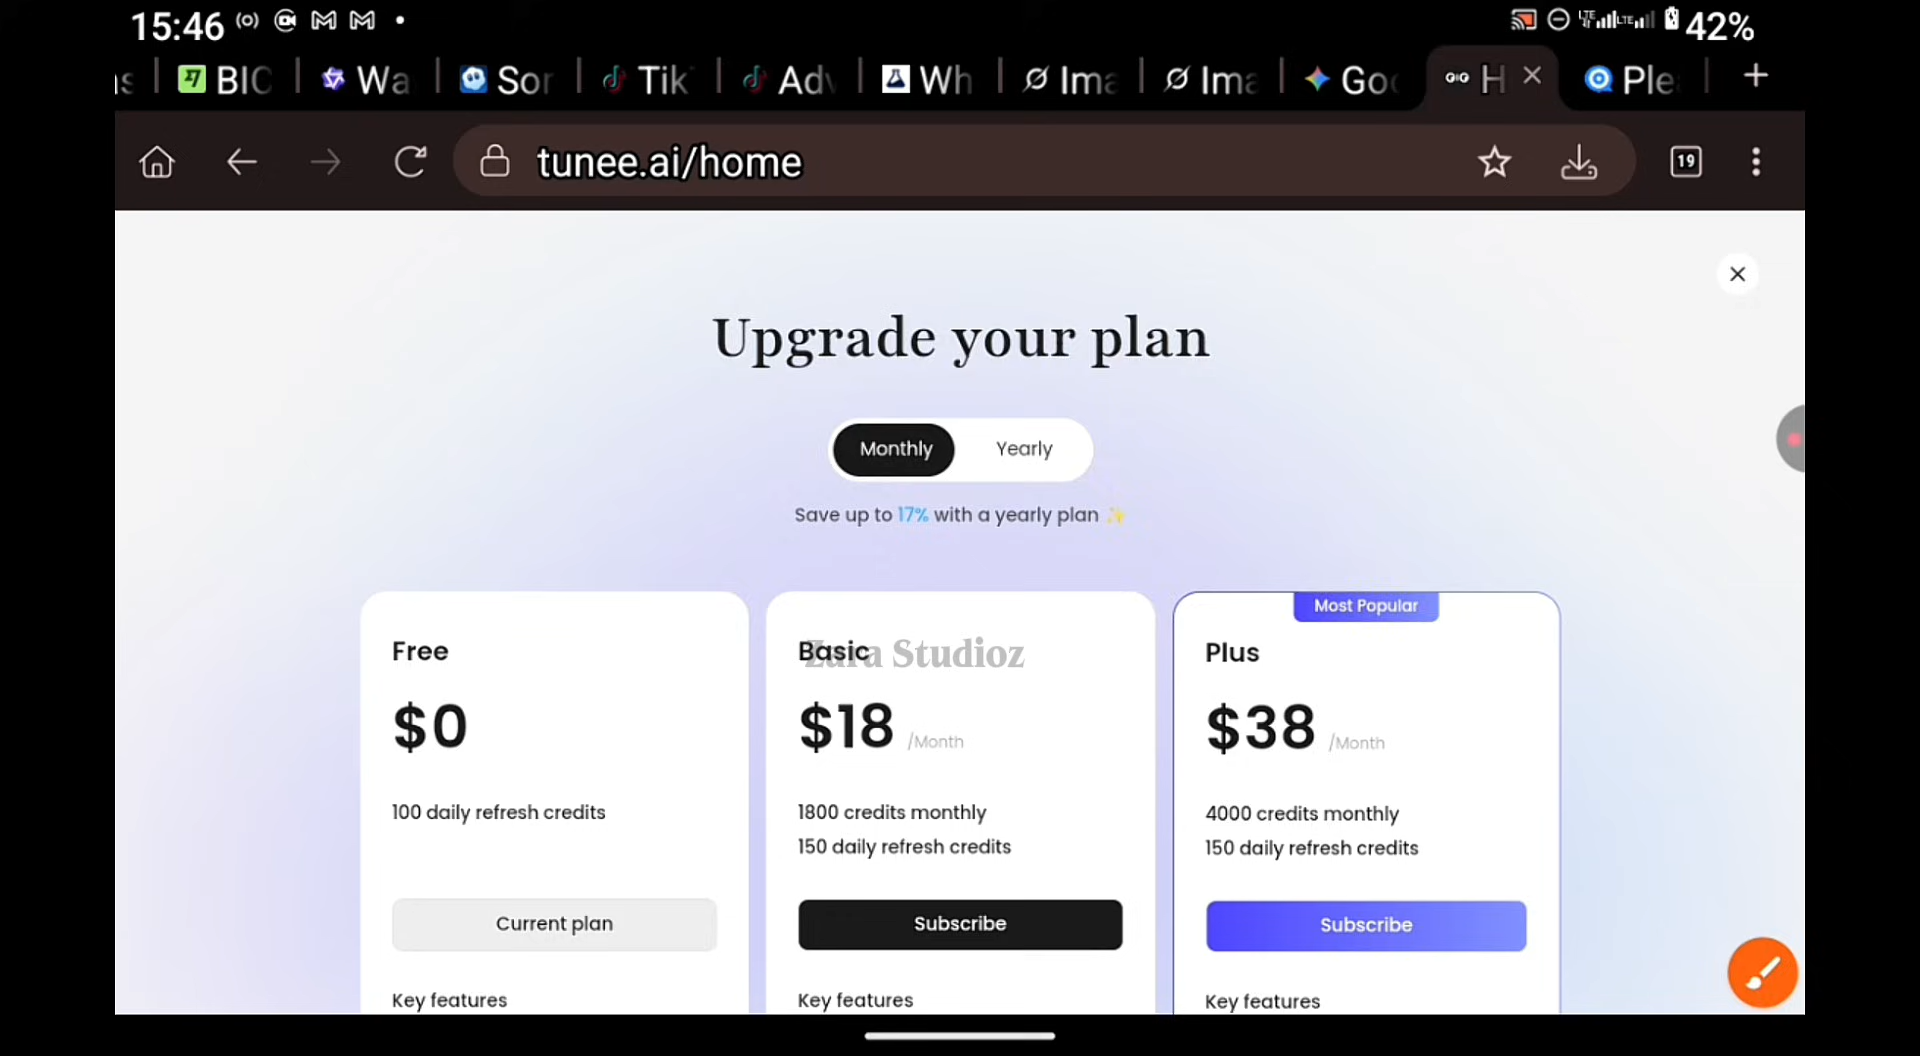 15:46
42%
BIC
Wa
Sor
Tik
Adv
Wh
Ima
Ima
Goo
H
Ple
tunee.ai/home
19
Upgrade your plan
Monthly
Yearly
Save up to 17% with a yearly plan ✨
Most Popular
Free
Basic
Zara Studioz
Plus
$0
$18 /Month
$38 /Month
100 daily refresh credits
1800 credits monthly
150 daily refresh credits
4000 credits monthly
150 daily refresh credits
Current plan
Subscribe
Subscribe
Key features
Key features
Key features